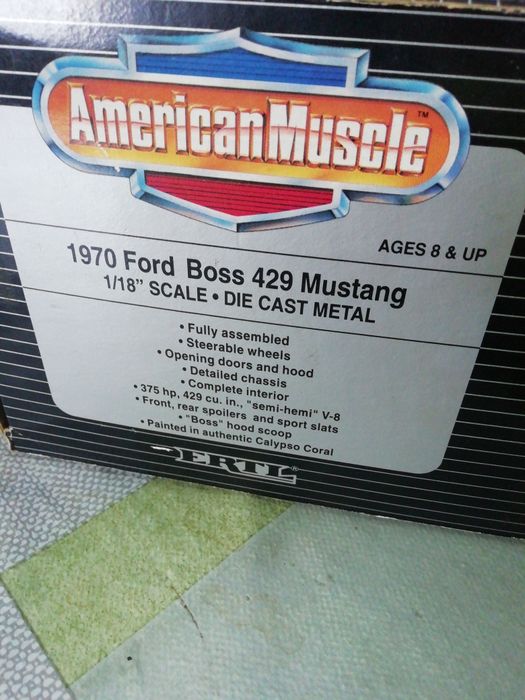 AmericanMuscle™
AGES 8 & UP
1970 Ford Boss 429 Mustang
1/18" SCALE • DIE CAST METAL
• Fully assembled
• Steerable wheels
• Opening doors and hood
• Detailed chassis
• Complete interior
• 375 hp, 429 cu. in., "semi-hemi" V-8
• Front, rear spoilers and sport slats
• "Boss" hood scoop
• Painted in authentic Calypso Coral
ERTL®